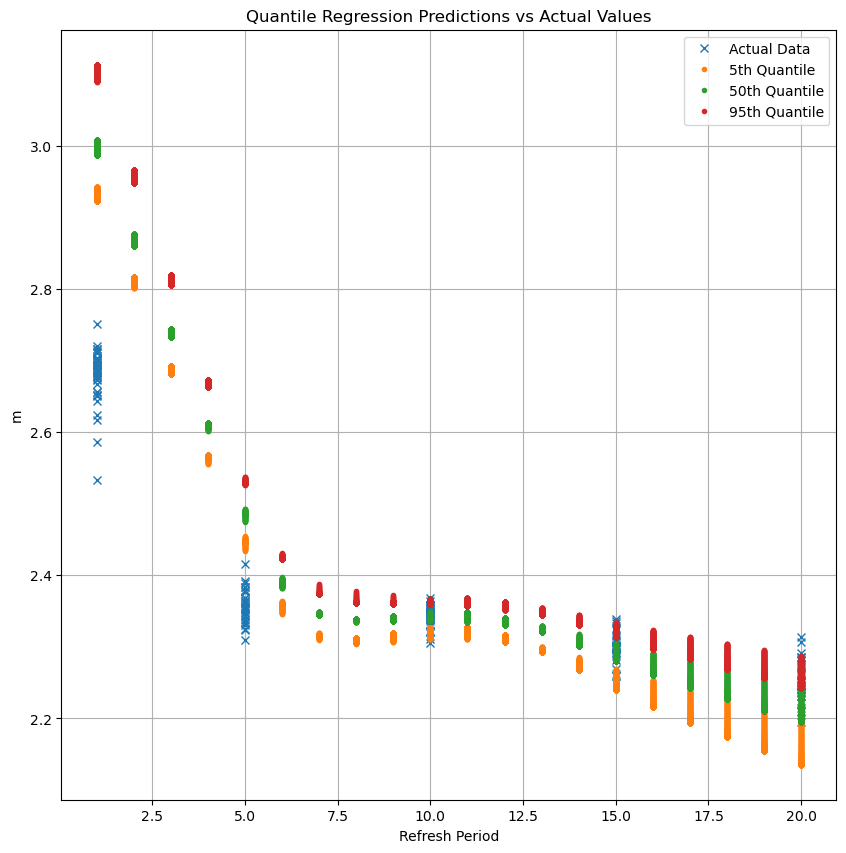 Quantile Regression Predictions vs Actual Values
Actual Data
5th Quantile
50th Quantile
95th Quantile
3.0
2.8
2.6
2.4
2.2
m
2.5
5.0
7.5
10.0
12.5
15.0
17.5
20.0
Refresh Period